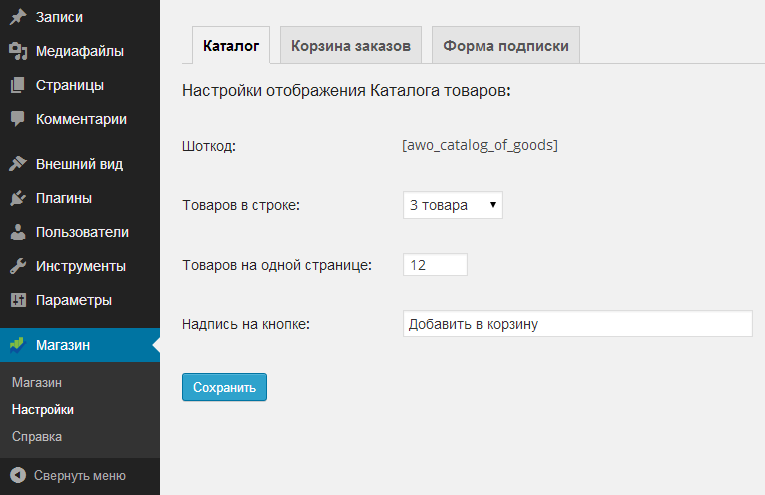 Записи
Медиафайлы
Страницы
Комментарии
Внешний вид
Плагины
Пользователи
Инструменты
Параметры
Магазин
Магазин
Настройки
Справка
Свернуть меню
Каталог Корзина заказов Форма подписки
Настройки отображения Каталога товаров:
Шоткод: [awo_catalog_of_goods]
Товаров в строке: 3 товара
Товаров на одной странице: 12
Надпись на кнопке: Добавить в корзину
Сохранить